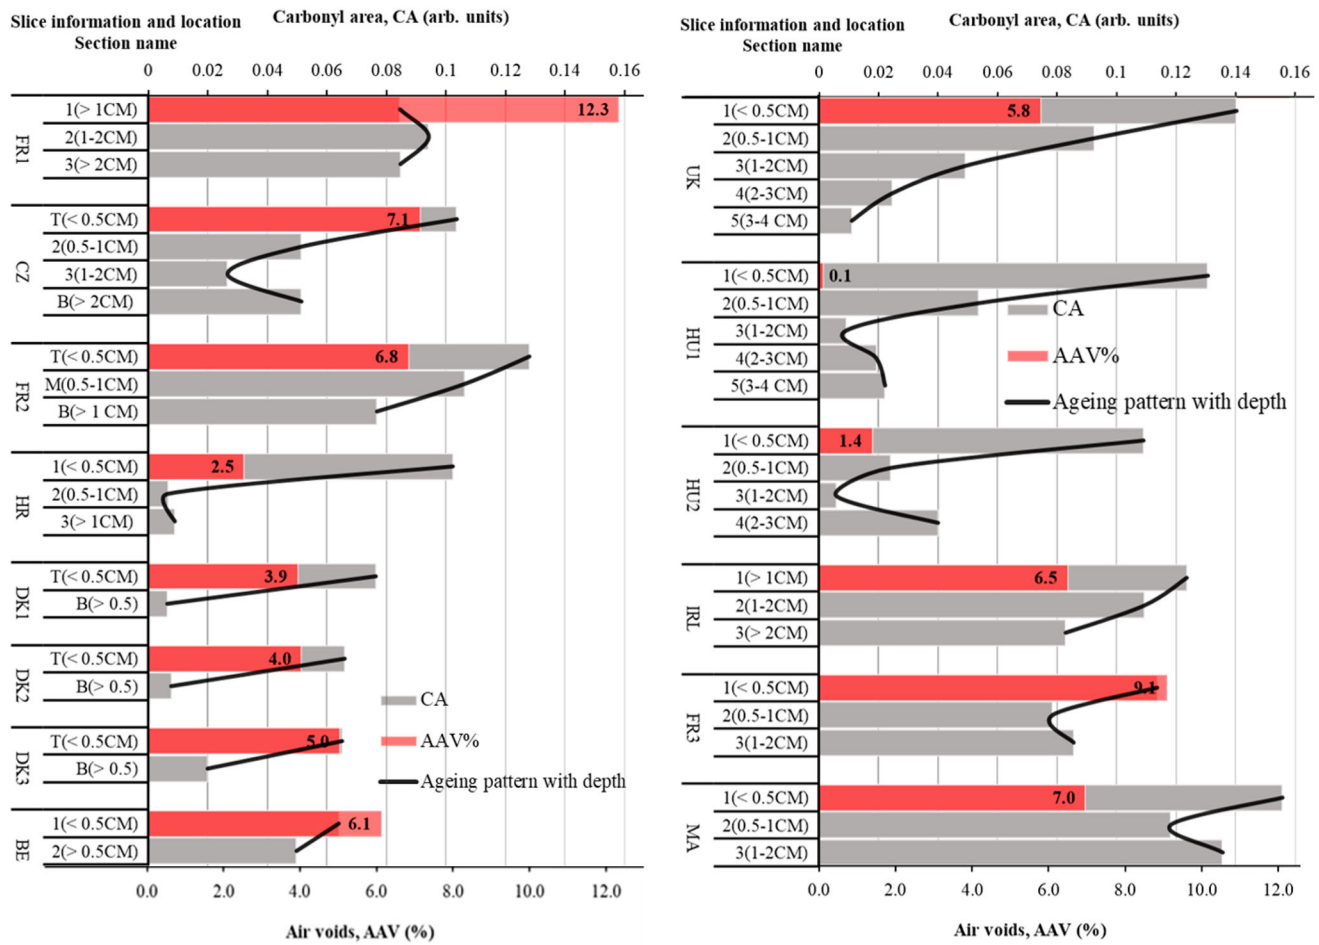 Slice information and location
Section name
Carbonyl area, CA (arb. units)
0 0.02 0.04 0.06 0.08 0.1 0.12 0.14 0.16
FR1
1(> 1CM) 12.3
2(1-2CM)
3(> 2CM)
CZ
T(< 0.5CM) 7.1
2(0.5-1CM)
3(1-2CM)
B(> 2CM)
FR2
T(< 0.5CM) 6.8
M(0.5-1CM)
B(> 1 CM)
HR
1(< 0.5CM) 2.5
2(0.5-1CM)
3(> 1CM)
DK1
T(< 0.5CM) 3.9
B(> 0.5)
DK2
T(< 0.5CM) 4.0
B(> 0.5)
DK3
T(< 0.5CM) 5.0
B(> 0.5)
BE
1(< 0.5CM) 6.1
2(> 0.5CM)
CA
AAV%
Ageing pattern with depth
0.0 2.0 4.0 6.0 8.0 10.0 12.0
Air voids, AAV (%)
Slice information and location
Section name
Carbonyl area, CA (arb. units)
0 0.02 0.04 0.06 0.08 0.1 0.12 0.14 0.16
UK
1(< 0.5CM) 5.8
2(0.5-1CM)
3(1-2CM)
4(2-3CM)
5(3-4 CM)
HU1
1(< 0.5CM) 0.1
2(0.5-1CM)
3(1-2CM)
4(2-3CM)
5(3-4 CM)
CA
AAV%
Ageing pattern with depth
HU2
1(< 0.5CM) 1.4
2(0.5-1CM)
3(1-2CM)
4(2-3CM)
IRL
1(> 1CM) 6.5
2(1-2CM)
3(> 2CM)
FR3
1(< 0.5CM) 9.1
2(0.5-1CM)
3(1-2CM)
MA
1(< 0.5CM) 7.0
2(0.5-1CM)
3(1-2CM)
0.0 2.0 4.0 6.0 8.0 10.0 12.0
Air voids, AAV (%)